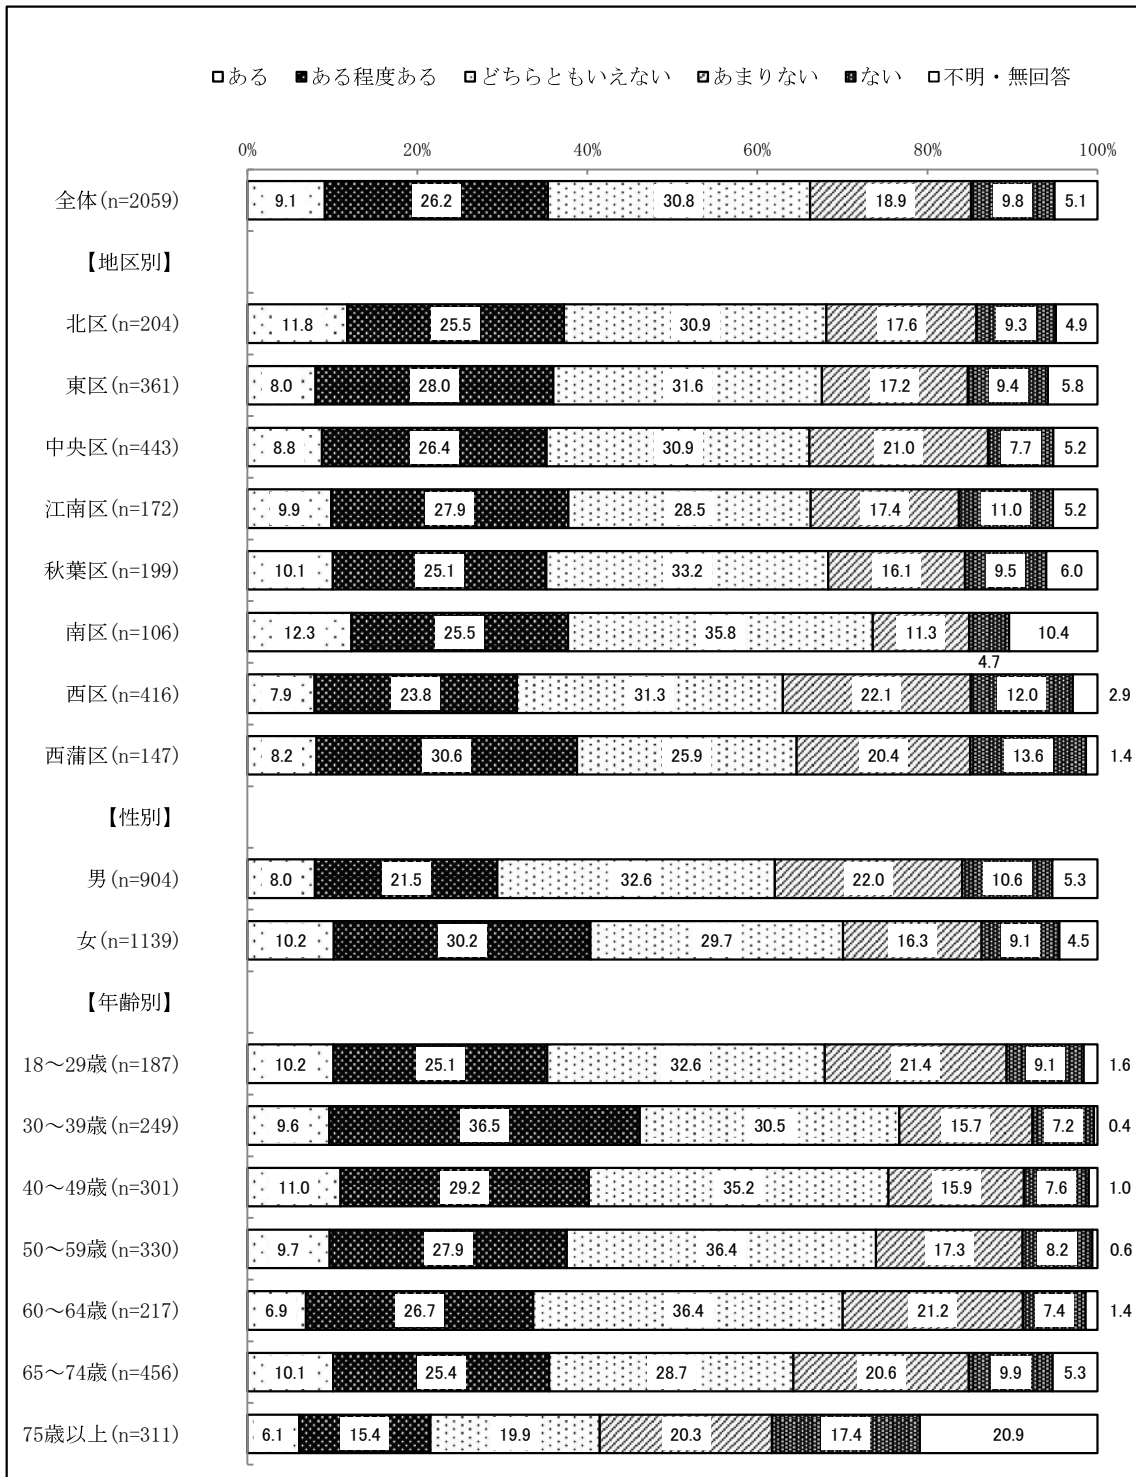 ある ある程度ある どちらともいえない あまりない ない 不明・無回答
0% 20% 40% 60% 80% 100%
全体(n=2059) 9.1 26.2 30.8 18.9 9.8 5.1
【地区別】
北区(n=204) 11.8 25.5 30.9 17.6 9.3 4.9
東区(n=361) 8.0 28.0 31.6 17.2 9.4 5.8
中央区(n=443) 8.8 26.4 30.9 21.0 7.7 5.2
江南区(n=172) 9.9 27.9 28.5 17.4 11.0 5.2
秋葉区(n=199) 10.1 25.1 33.2 16.1 9.5 6.0
南区(n=106) 12.3 25.5 35.8 11.3 10.4
4.7
西区(n=416) 7.9 23.8 31.3 22.1 12.0 2.9
西蒲区(n=147) 8.2 30.6 25.9 20.4 13.6 1.4
【性別】
男(n=904) 8.0 21.5 32.6 22.0 10.6 5.3
女(n=1139) 10.2 30.2 29.7 16.3 9.1 4.5
【年齢別】
18～29歳(n=187) 10.2 25.1 32.6 21.4 9.1 1.6
30～39歳(n=249) 9.6 36.5 30.5 15.7 7.2 0.4
40～49歳(n=301) 11.0 29.2 35.2 15.9 7.6 1.0
50～59歳(n=330) 9.7 27.9 36.4 17.3 8.2 0.6
60～64歳(n=217) 6.9 26.7 36.4 21.2 7.4 1.4
65～74歳(n=456) 10.1 25.4 28.7 20.6 9.9 5.3
75歳以上(n=311) 6.1 15.4 19.9 20.3 17.4 20.9